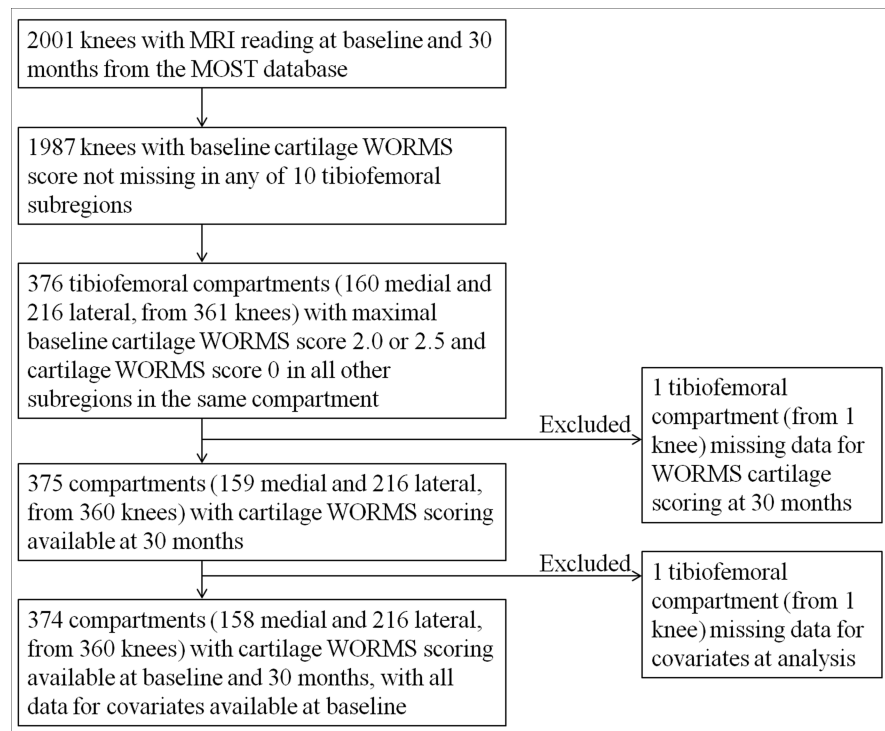 2001 knees with MRI reading at baseline and 30
months from the MOST database
1987 knees with baseline cartilage WORMS
score not missing in any of 10 tibiofemoral
subregions
376 tibiofemoral compartments (160 medial and
216 lateral, from 361 knees) with maximal
baseline cartilage WORMS score 2.0 or 2.5 and
cartilage WORMS score 0 in all other
subregions in the same compartment
Excluded
1 tibiofemoral
compartment (from 1
knee) missing data for
WORMS cartilage
scoring at 30 months
375 compartments (159 medial and 216 lateral,
from 360 knees) with cartilage WORMS scoring
available at 30 months
Excluded
1 tibiofemoral
compartment (from 1
knee) missing data for
covariates at analysis
374 compartments (158 medial and 216 lateral,
from 360 knees) with cartilage WORMS scoring
available at baseline and 30 months, with all
data for covariates available at baseline